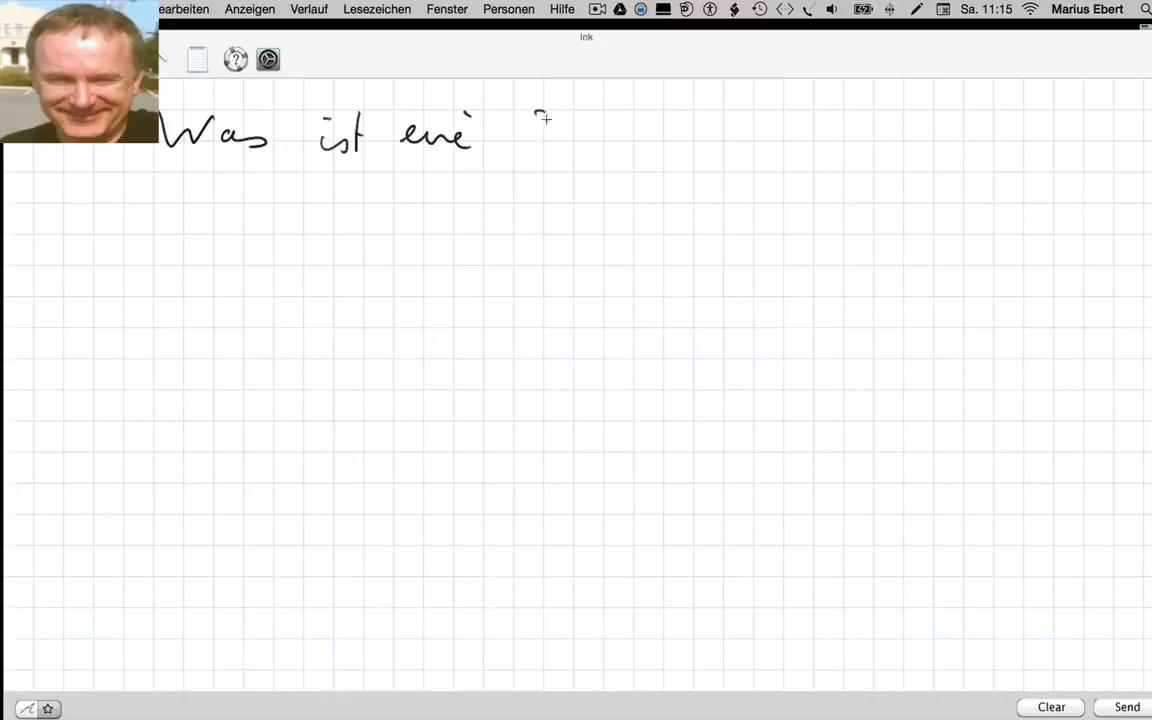 earbeiten Anzeigen Verlauf Lesezeichen Fenster Personen Hilfe Sa. 11:15 Marius Ebert
Ink
Was ist eine
Clear Send